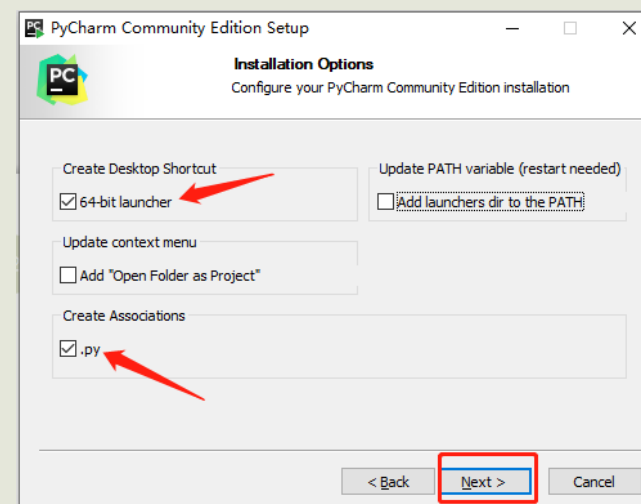 PyCharm Community Edition Setup
PC
Installation Options
Configure your PyCharm Community Edition installation
Create Desktop Shortcut
Update PATH variable (restart needed)
64-bit launcher
Add launchers dir to the PATH
Update context menu
Add "Open Folder as Project"
Create Associations
.py
< Back
Next >
Cancel